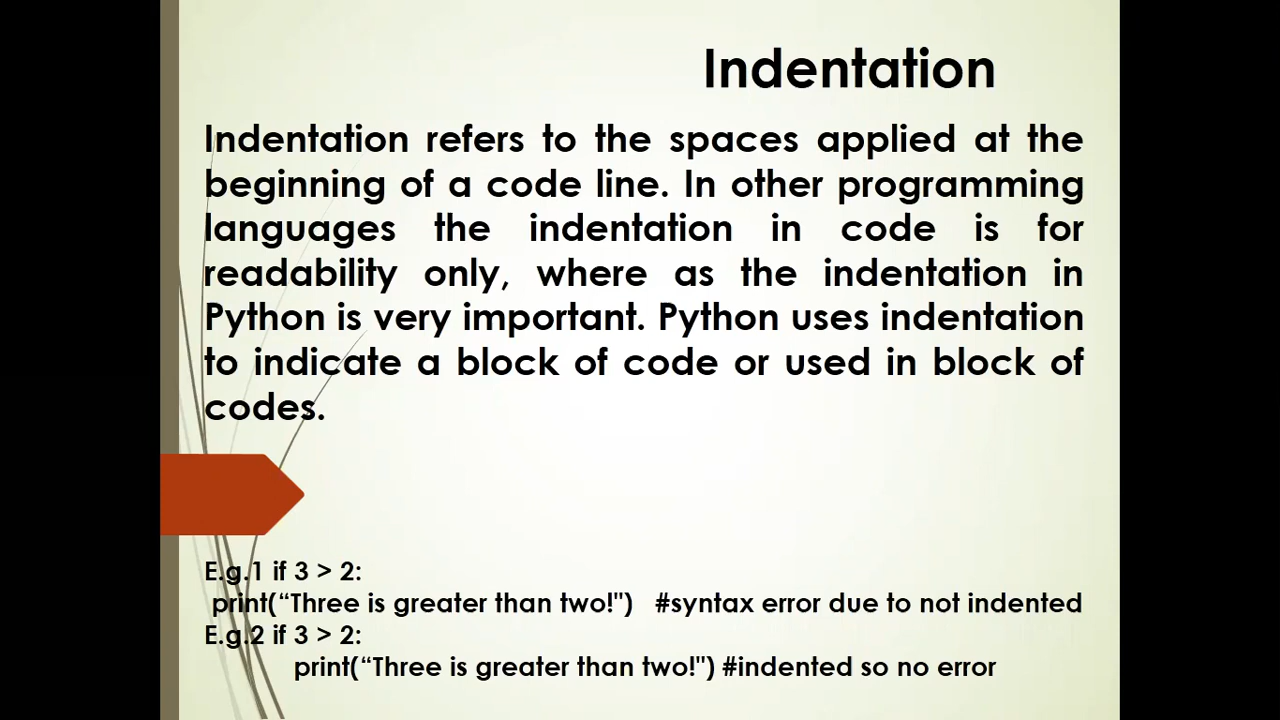 Indentation
Indentation refers to the spaces applied at the
beginning of a code line. In other programming
languages the indentation in code is for
readability only, where as the indentation in
Python is very important. Python uses indentation
to indicate a block of code or used in block of
codes.
E.g.1 if 3 > 2:
print(“Three is greater than two!") #syntax error due to not indented
E.g.2 if 3 > 2:
print(“Three is greater than two!") #indented so no error